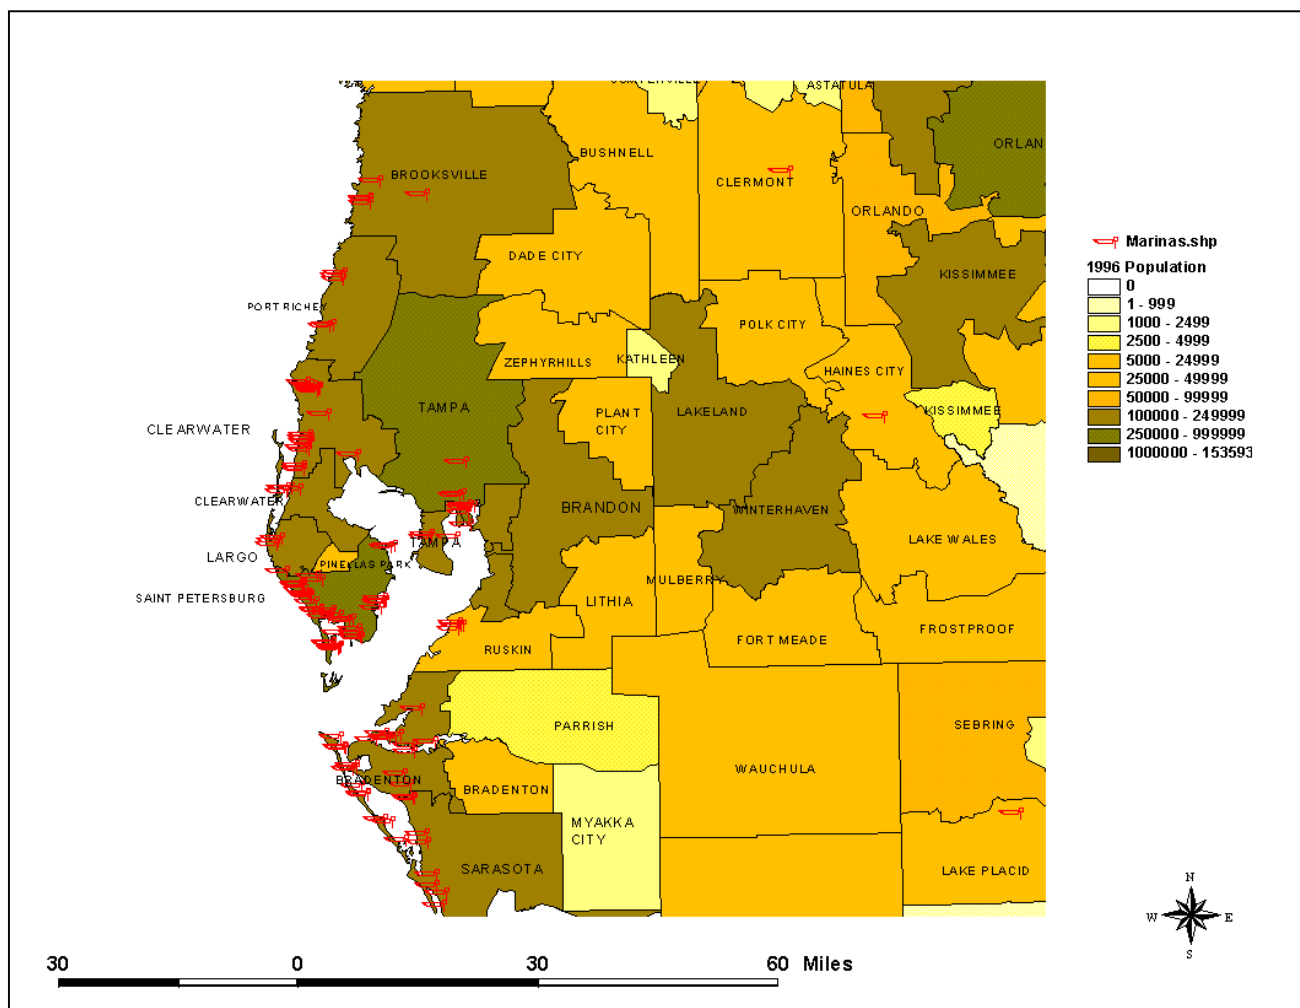 ASTATULA
ORLAN
BUSHNELL
BROOKSVILLE
CLERMONT
ORLANDO
DADE CITY
KISSIMMEE
PORT RICHEY
POLK CITY
ZEPHYRHILLS
KATHLEEN
HAINES CITY
TAMPA
PLANT
CITY
LAKELAND
KISSIMMEE
CLEARWATER
CLEARWATER
BRANDON
WINTERHAVEN
LAKE WALES
TAMPA
LARGO
PINELLAS PARK
MULBERRY
SAINT PETERSBURG
LITHIA
FROSTPROOF
FORT MEADE
RUSKIN
PARRISH
SEBRING
WAUCHULA
BRADENTON
BRADENTON
MYAKKA
CITY
SARASOTA
LAKE PLACID
Marinas.shp
1996 Population
0
1 - 999
1000 - 2499
2500 - 4999
5000 - 24999
25000 - 49999
50000 - 99999
100000 - 249999
250000 - 999999
1000000 - 153593
N
W E
S
30 0 30 60 Miles